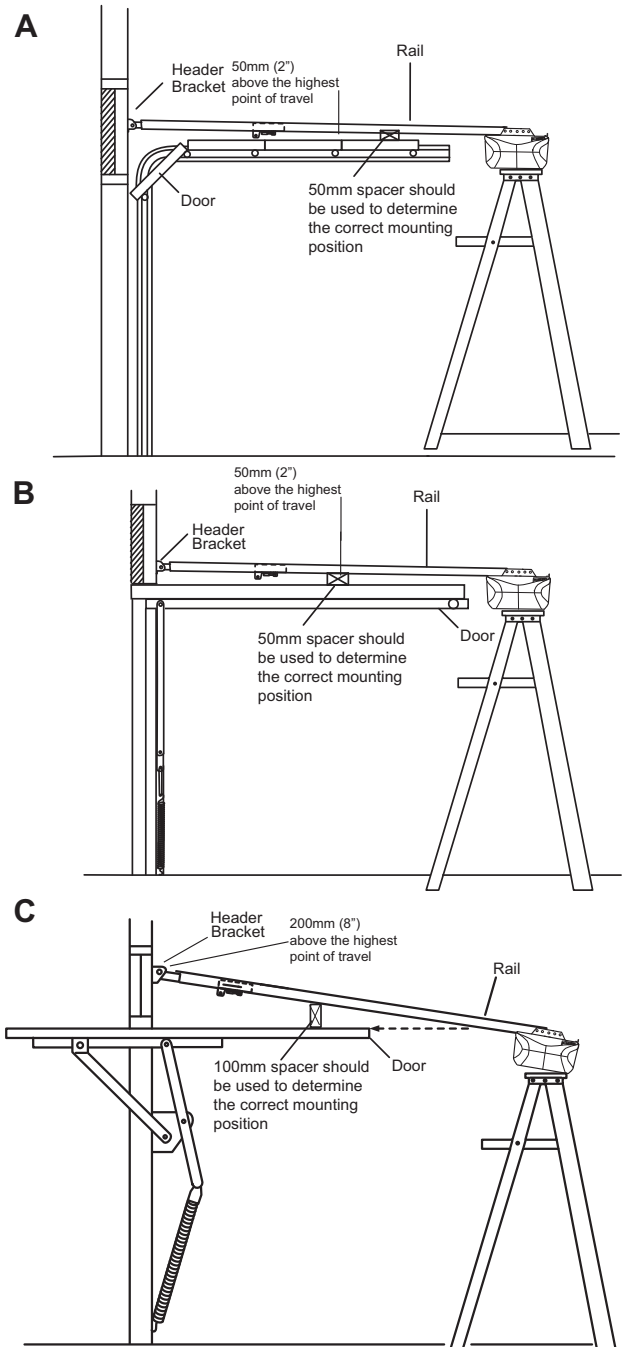 A
Header
Bracket
50mm (2”)
above the highest
point of travel
Rail
Door
50mm spacer should
be used to determine
the correct mounting
position
B
50mm (2”)
above the highest
point of travel
Rail
Header
Bracket
Door
50mm spacer should
be used to determine
the correct mounting
position
C
Header
Bracket
200mm (8”)
above the highest
point of travel
Rail
Door
100mm spacer should
be used to determine
the correct mounting
position